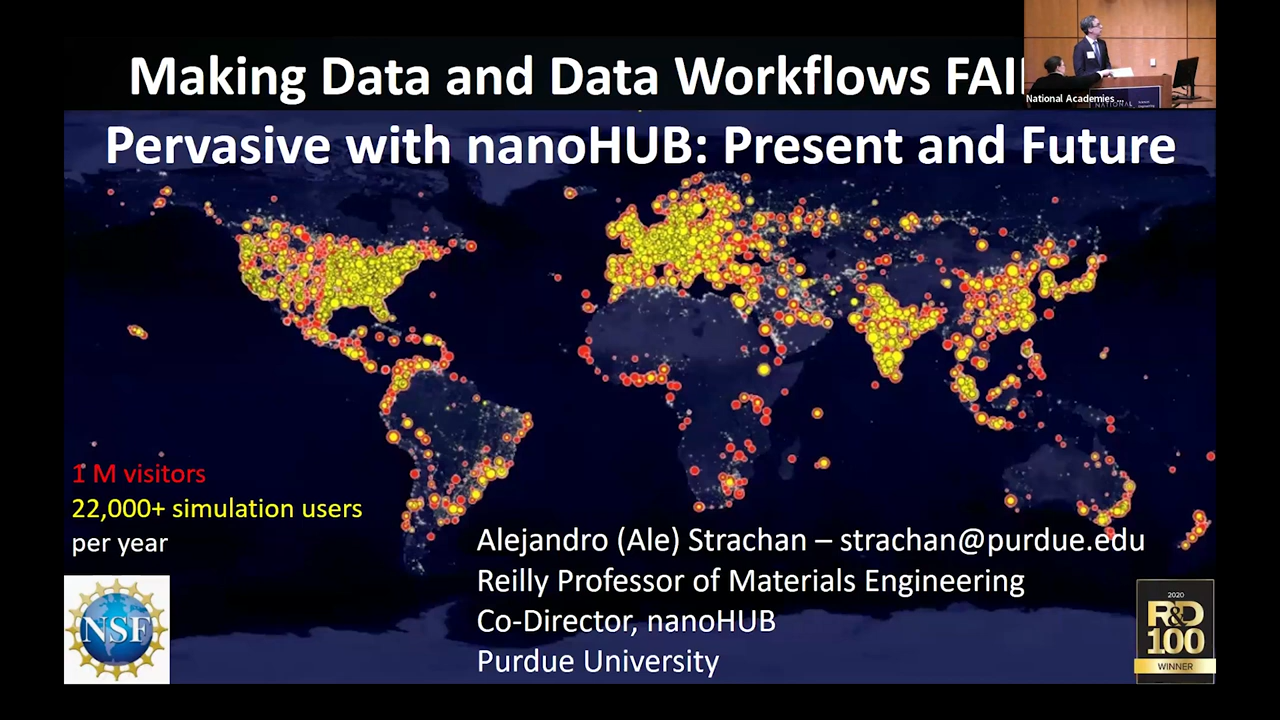 Making Data and Data Workflows FAI
National Academies ...
NATIONAL
Pervasive with nanoHUB: Present and Future
1 M visitors
22,000+ simulation users
per year
Alejandro (Ale) Strachan – strachan@purdue.edu
Reilly Professor of Materials Engineering
Co-Director, nanoHUB
Purdue University
NSF
2020
R&D
100
WINNER